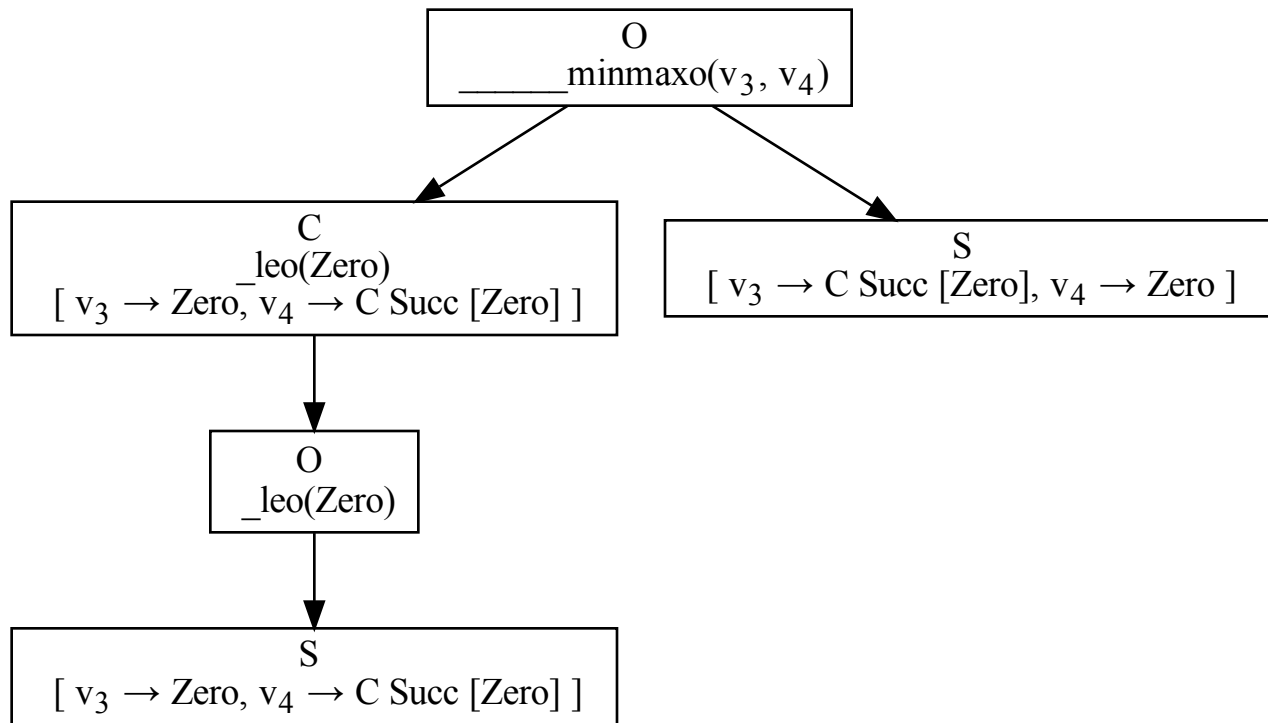 O
______minmaxo(v₃, v₄)
C
_leo(Zero)
[ v₃ → Zero, v₄ → C Succ [Zero] ]
S
[ v₃ → C Succ [Zero], v₄ → Zero ]
O
_leo(Zero)
S
[ v₃ → Zero, v₄ → C Succ [Zero] ]